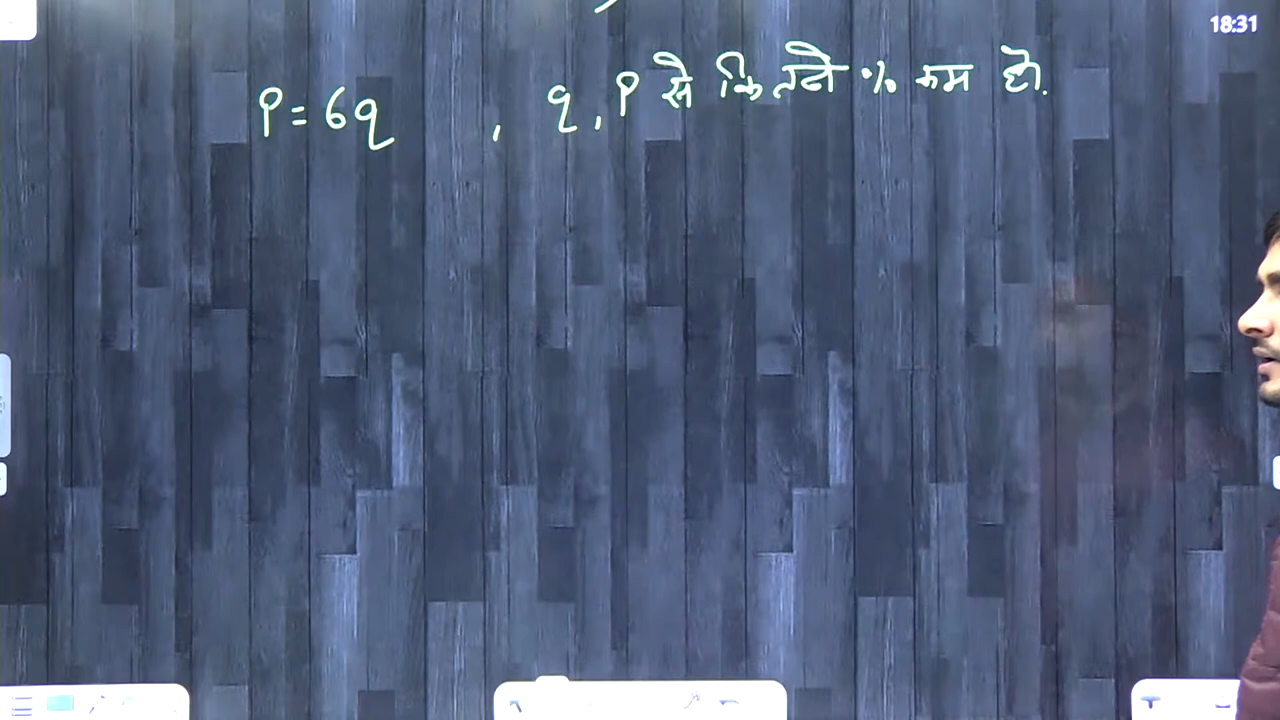 18:31
P = 6q , q, P से कितने % कम है.